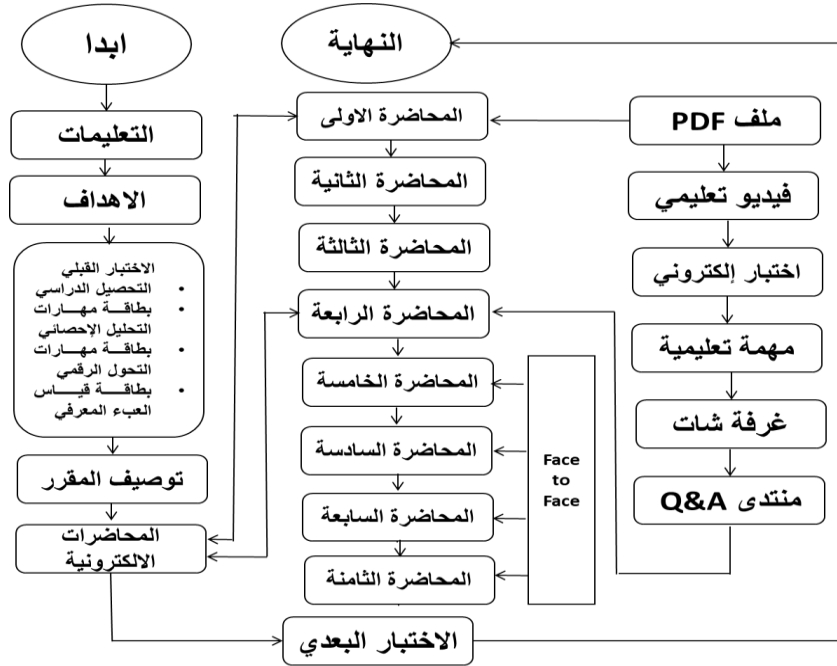 ابدا
التعليمات
الاهداف
الاختبار القبلي
• التحصيل الدراسي
• بطاقة مهارات
التحليل الإحصائي
• بطاقة مهارات
التحول الرقمي
• بطاقة قياس
العبء المعرفي
توصيف المقرر
المحاضرات
الالكترونية
النهاية
المحاضرة الاولى
المحاضرة الثانية
المحاضرة الثالثة
المحاضرة الرابعة
المحاضرة الخامسة
المحاضرة السادسة
المحاضرة السابعة
المحاضرة الثامنة
الاختبار البعدي
Face
to
Face
ملف PDF
فيديو تعليمي
اختبار إلكتروني
مهمة تعليمية
غرفة شات
منتدى Q&A